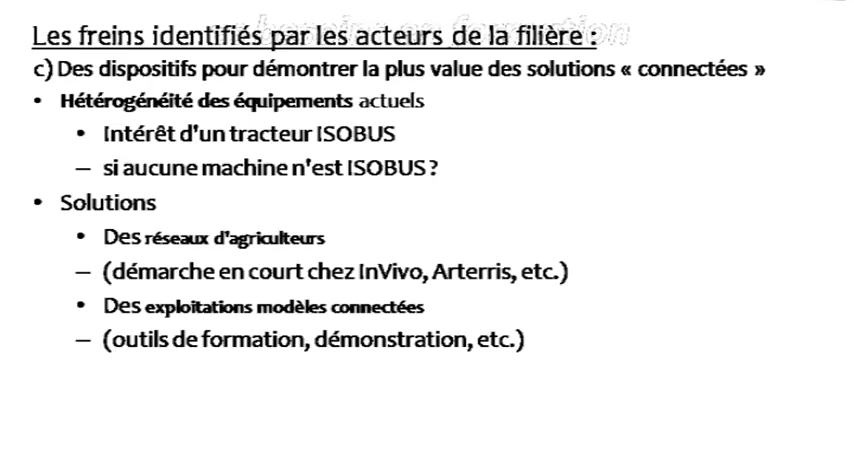 Les freins identifiés par les acteurs de la filière :
c) Des dispositifs pour démontrer la plus value des solutions « connectées »
• Hétérogénéité des équipements actuels
• Intérêt d'un tracteur ISOBUS
– si aucune machine n'est ISOBUS ?
• Solutions
• Des réseaux d'agriculteurs
– (démarche en court chez InVivo, Arterris, etc.)
• Des exploitations modèles connectées
– (outils de formation, démonstration, etc.)